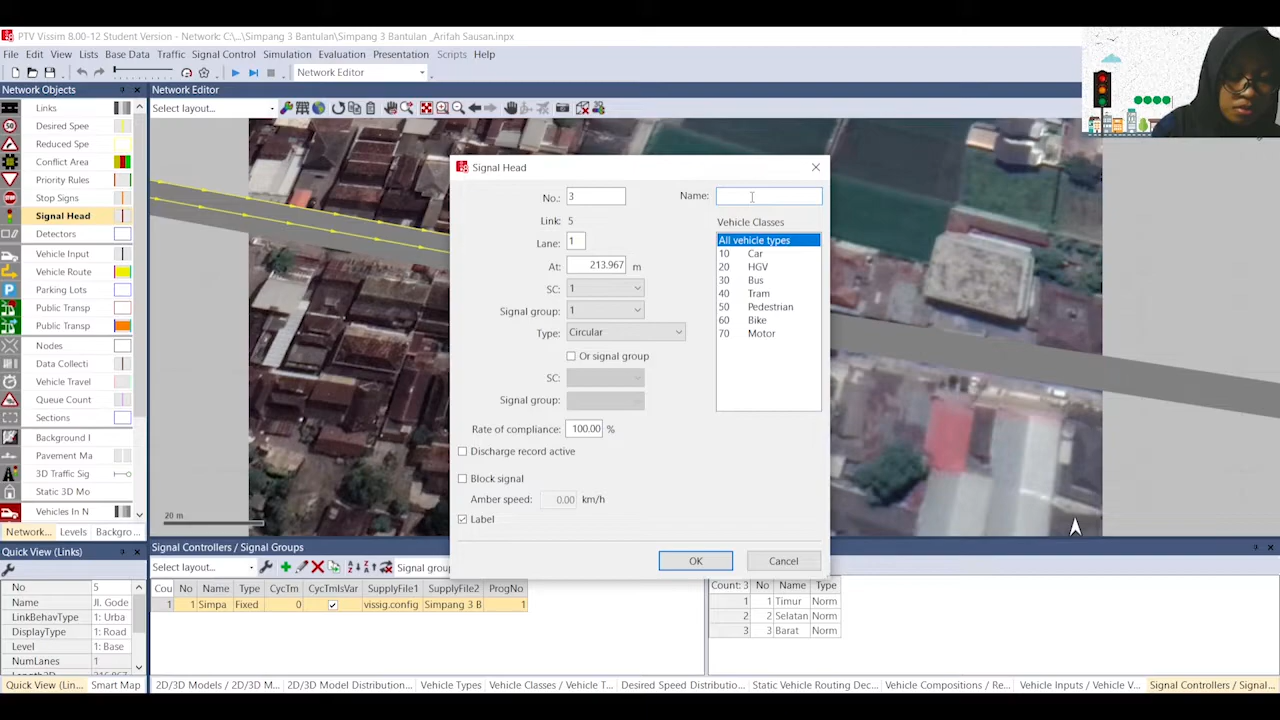 PTV Vissim 8.00-12 Student Version - Network: C:\...\Simpang 3 Bantulan\Simpang 3 Bantulan _Arifah Sausan.inpx
File Edit View Lists Base Data Traffic Signal Control Simulation Evaluation Presentation Scripts Help
Network Editor
Network Objects
Network Editor
Select layout...
Links
Desired Spee
Reduced Spe
Conflict Area
Priority Rules
Stop Signs
Signal Head
Detectors
Vehicle Input
Vehicle Route
Parking Lots
Public Transp
Public Transp
Nodes
Data Collecti
Vehicle Travel
Queue Count
Sections
Background I
Pavement Ma
3D Traffic Sig
Static 3D Mo
Vehicles In N
Network... Levels Backgro...
20 m
Signal Head
No.: 3
Name:
Link: 5
Vehicle Classes
Lane: 1
All vehicle types
10 Car
20 HGV
30 Bus
40 Tram
50 Pedestrian
60 Bike
70 Motor
At: 213.967 m
SC: 1
Signal group: 1
Type: Circular
Or signal group
SC:
Signal group:
Rate of compliance: 100.00 %
Discharge record active
Block signal
Amber speed: 0.00 km/h
Label
OK Cancel
Quick View (Links)
No 5
Name Jl. Gode
LinkBehavType 1: Urba
DisplayType 1: Road
Level 1: Base
NumLanes 1
Quick View (Lin... Smart Map
Signal Controllers / Signal Groups
Select layout...
Cou No Name Type CycTm CycTmIsVar SupplyFile1 SupplyFile2 ProgNo
1 1 Simpa Fixed 0 vissig.config Simpang 3 B 1
Count: 3 No Name Type
1 1 Timur Norm
2 2 Selatan Norm
3 3 Barat Norm
2D/3D Models / 2D/3D M... 2D/3D Model Distribution... Vehicle Types Vehicle Classes / Vehicle T... Desired Speed Distributio... Static Vehicle Routing Dec... Vehicle Compositions / Re... Vehicle Inputs / Vehicle V... Signal Controllers / Signal...